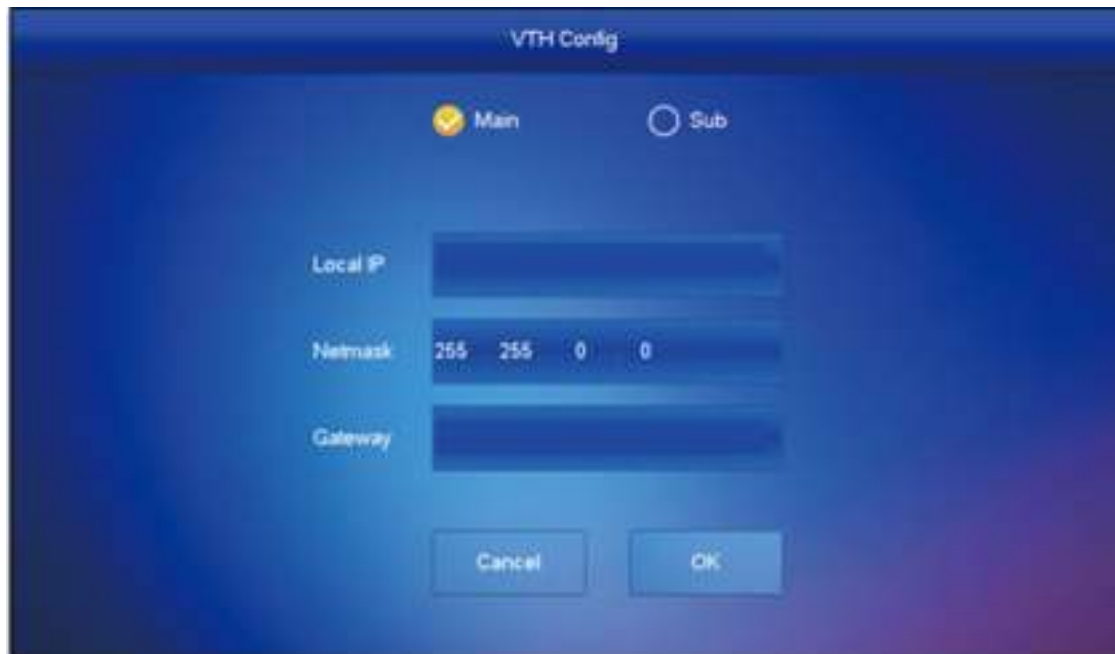 VTH Config
Main Sub
Local IP
Netmask 255 255 0 0
Gateway
Cancel OK